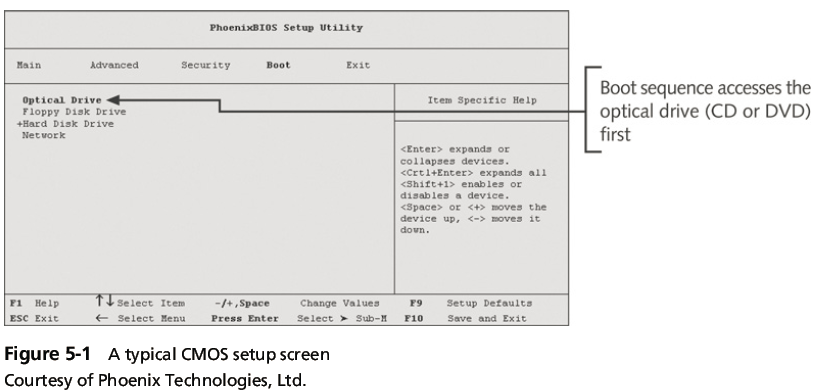 PhoenixBIOS Setup Utility
Main Advanced Security Boot Exit
Optical Drive
Floppy Disk Drive
+Hard Disk Drive
Network
Item Specific Help
<Enter> expands or
collapses devices.
<Crtl+Enter> expands all
<Shift+1> enables or
disables a device.
<Space> or <+> moves the
device up, <-> moves it
down.
F1 Help ↑↓ Select Item -/+,Space Change Values F9 Setup Defaults
ESC Exit ← Select Menu Press Enter Select ➤ Sub-M F10 Save and Exit
Boot sequence accesses the
optical drive (CD or DVD)
first
Figure 5-1 A typical CMOS setup screen
Courtesy of Phoenix Technologies, Ltd.